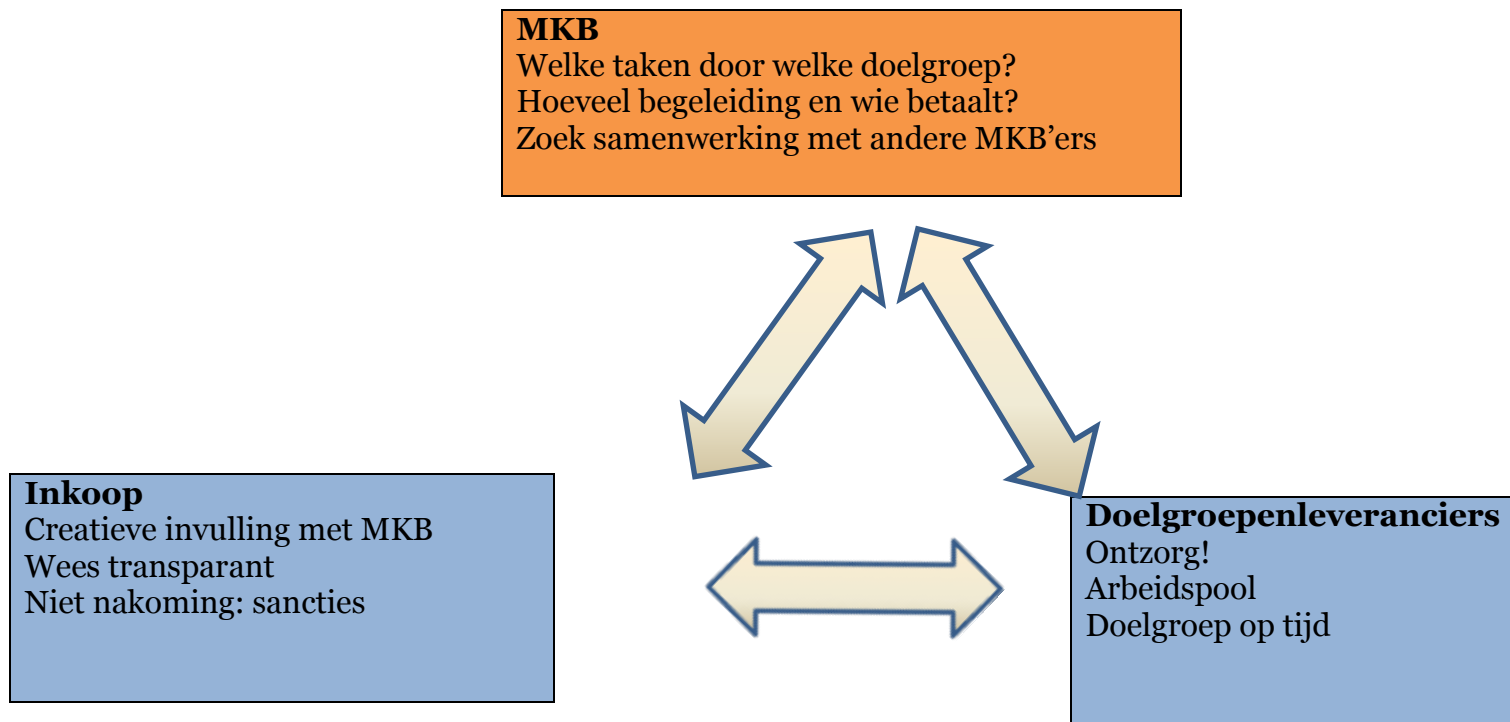 MKB
Welke taken door welke doelgroep?
Hoeveel begeleiding en wie betaalt?
Zoek samenwerking met andere MKB’ers
Inkoop
Creatieve invulling met MKB
Wees transparant
Niet nakoming: sancties
Doelgroepenleveranciers
Ontzorg!
Arbeidspool
Doelgroep op tijd